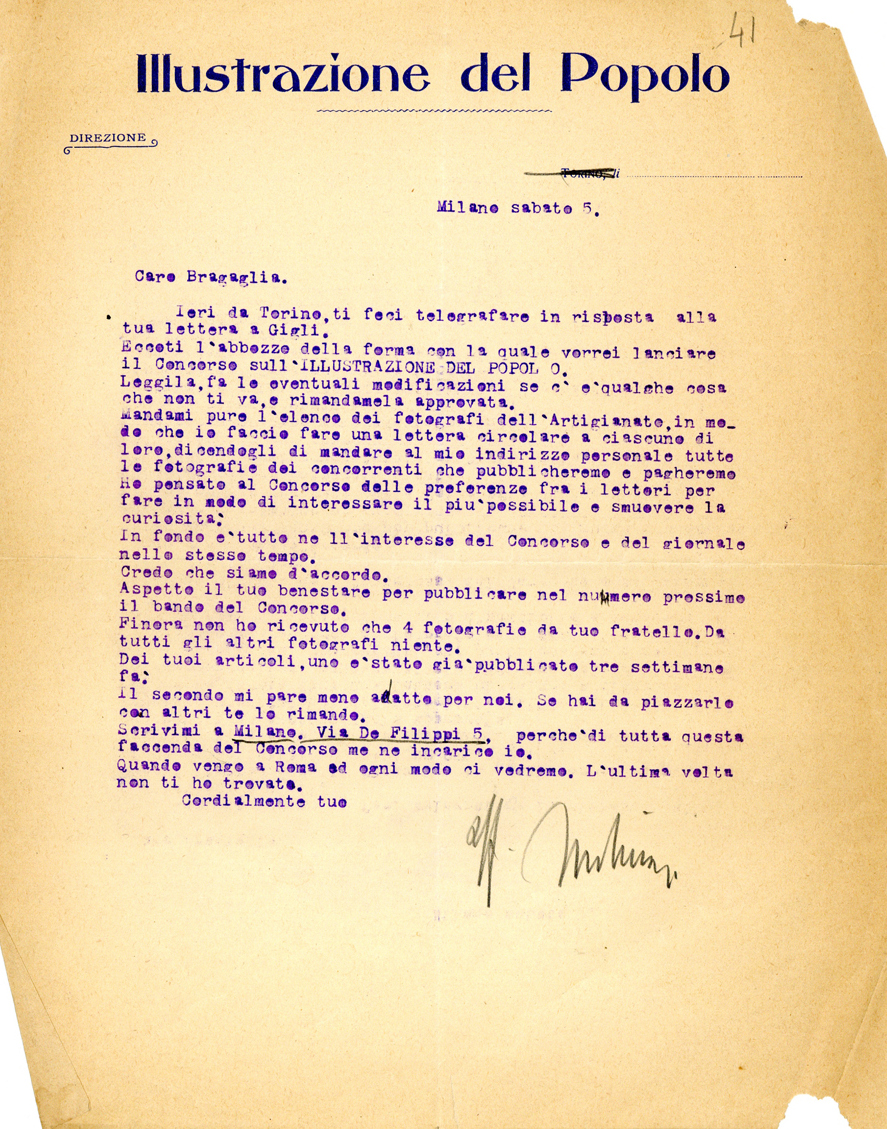 41
Illustrazione del Popolo
DIREZIONE
TORINO, li
Milano sabato 5.
Caro Bragaglia.
Ieri da Torino,ti feci telegrafare in risposta alla
tua lettera a Gigli.
Eccoti l'abbozzo della forma con la quale vorrei lanciare
il Concorso sull'ILLUSTRAZIONE DEL POPOL O.
Leggila,fa le eventuali modificazioni se c' e'qualche cosa
che non ti va,e rimandamela approvata.
Mandami pure l'elenco dei fotografi dell'Artigianato,in mo_
do che io faccio fare una lettera circolare a ciascuno di
loro,dicendogli di mandare al mio indirizzo personale tutte
le fotografie dei concorrenti che pubblicheremo e pagheremo
Ho pensato al Concorso delle preferenze fra i lettori per
fare in modo di interessare il piu'possibile e smuovere la
curiosita'.
In fondo e'tutto ne ll'interesse del Concorso e del giornale
nello stesso tempo.
Credo che siamo d'accordo.
Aspetto il tuo benestare per pubblicare nel nummero prossimo
il bando del Concorso.
Finora non ho ricevuto che 4 fotografie da tuo fratello.Da
tutti gli altri fotografi niente.
Dei tuoi articoli,uno e'stato gia'pubblicato tre settimane
fa'.
Il secondo mi pare meno adatto per noi. Se hai da piazzarlo
con altri te lo rimando.
Scrivimi a Milano. Via De Filippi 5. perche'di tutta questa
faccenda del Concorso me ne incarico io.
Quando vengo a Roma ad ogni modo ci vedremo. L'ultima volta
non ti ho trovato.
Cordialmente tuo
aff.